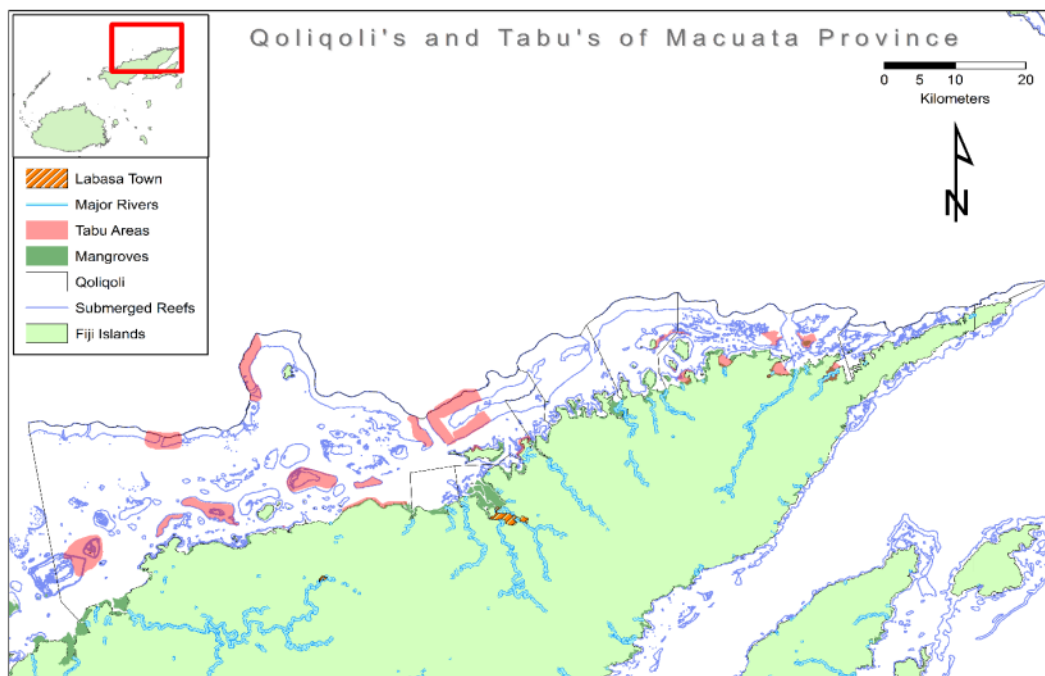 Qoliqoli's and Tabu's of Macuata Province
0 5 10 20
Kilometers
N
Labasa Town
Major Rivers
Tabu Areas
Mangroves
Qoliqoli
Submerged Reefs
Fiji Islands